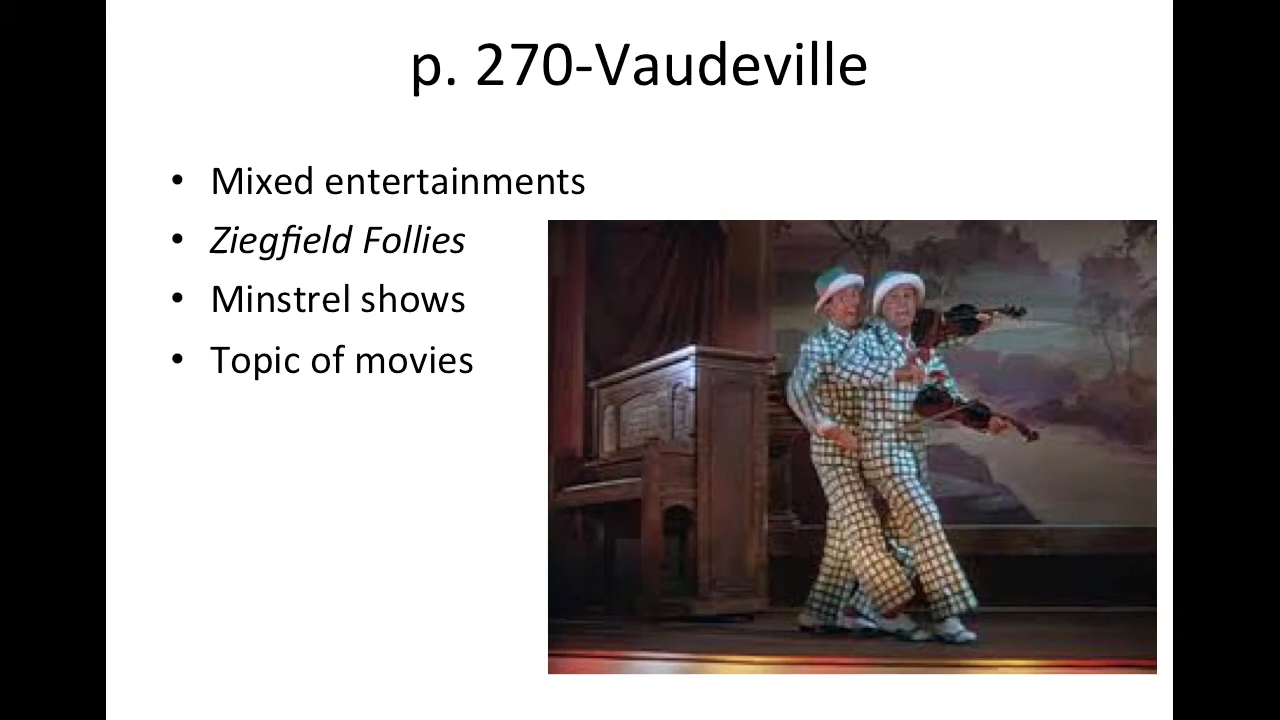 p. 270-Vaudeville
• Mixed entertainments
• Ziegfield Follies
• Minstrel shows
• Topic of movies